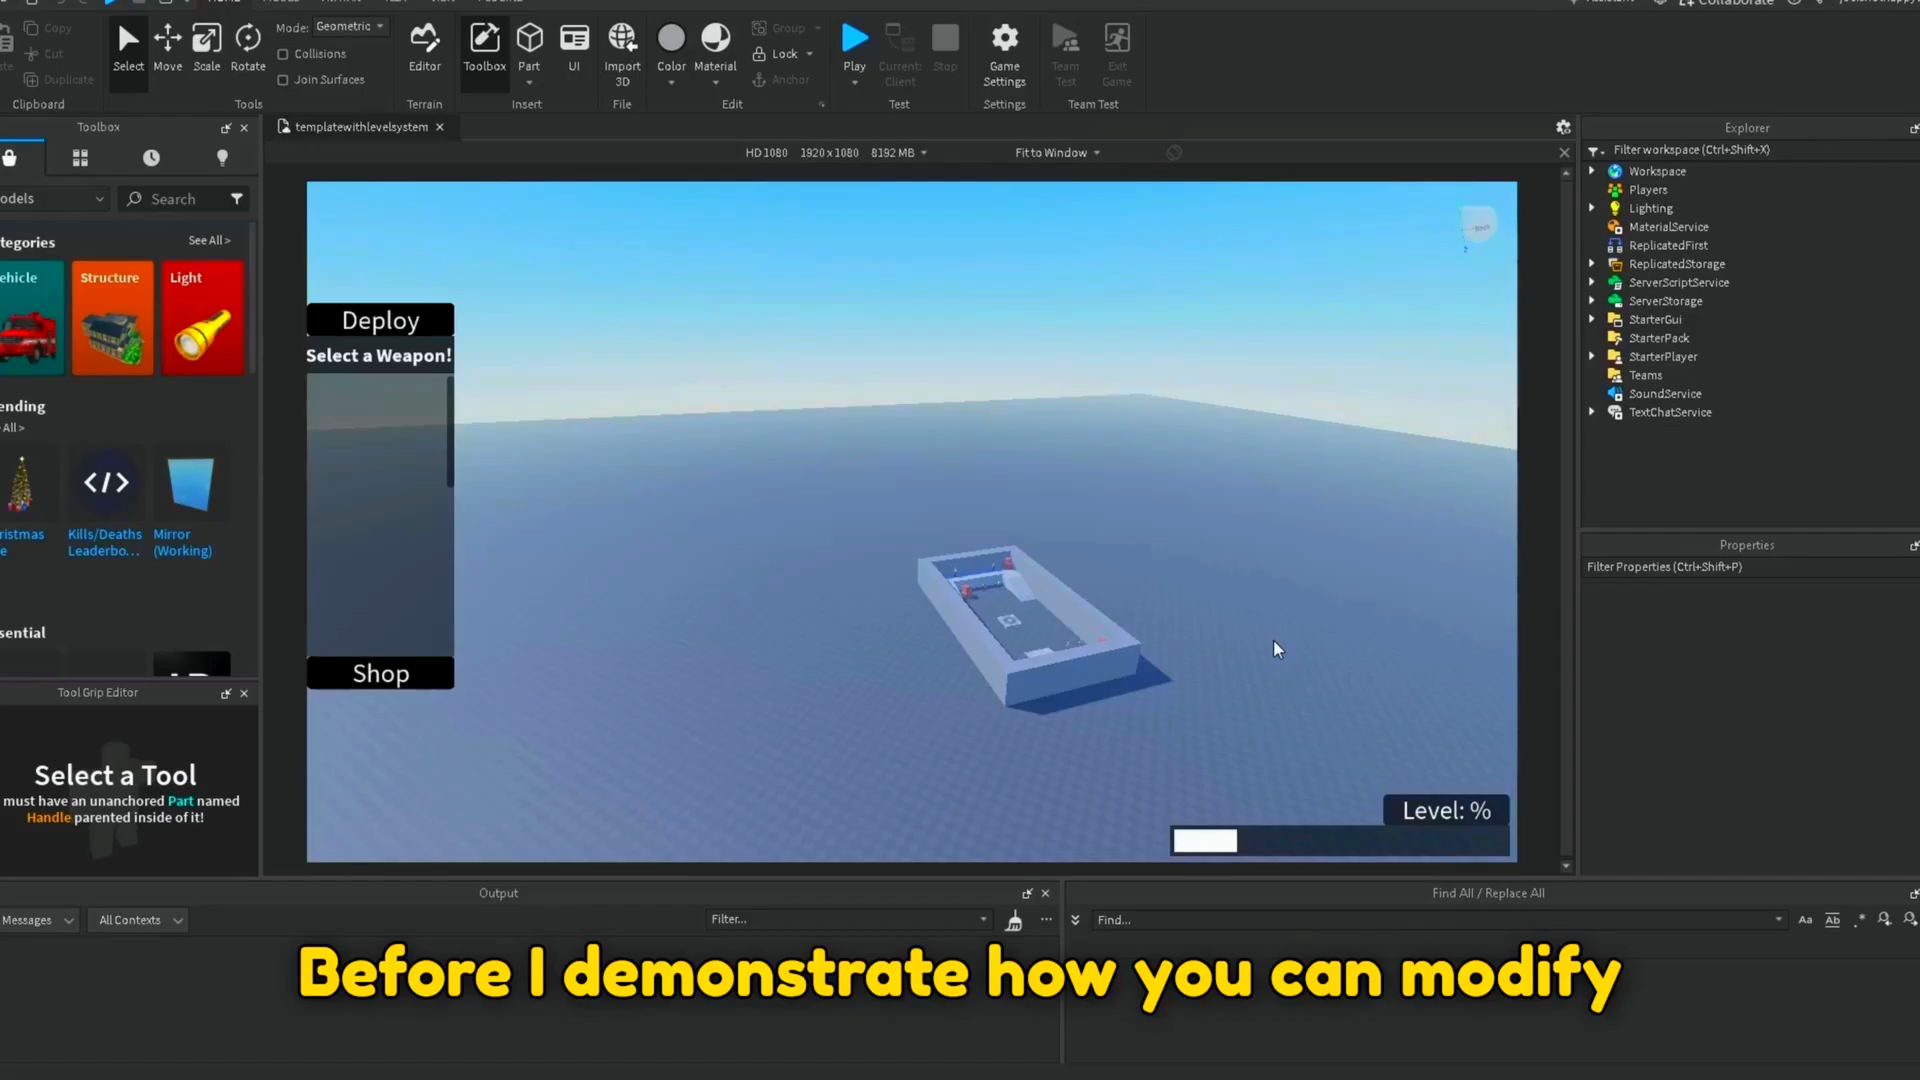 Copy
Cut
Duplicate
Clipboard
Select
Move
Scale
Rotate
Mode: Geometric
Collisions
Join Surfaces
Tools
Editor
Terrain
Toolbox
Part
UI
Insert
Import
3D
File
Color
Material
Group
Lock
Anchor
Edit
Play
Current:
Client
Stop
Test
Game
Settings
Settings
Team
Test
Exit
Game
Team Test
Collaborate
Toolbox
odels
Search
tegories
See All >
ehicle
Structure
Light
ending
All >
ristmas
e
Kills/Deaths
Leaderbo...
Mirror
(Working)
sential
Tool Grip Editor
Select a Tool
must have an unanchored Part named
Handle parented inside of it!
templatewithlevelsystem
HD 1080 1920 x 1080 8192 MB
Fit to Window
Deploy
Select a Weapon!
Shop
Back
Level: %
Explorer
Filter workspace (Ctrl+Shift+X)
Workspace
Players
Lighting
MaterialService
ReplicatedFirst
ReplicatedStorage
ServerScriptService
ServerStorage
StarterGui
StarterPack
StarterPlayer
Teams
SoundService
TextChatService
Properties
Filter Properties (Ctrl+Shift+P)
Output
Messages
All Contexts
Filter...
Find All / Replace All
Find...
Aa
Ab
Before I demonstrate how you can modify